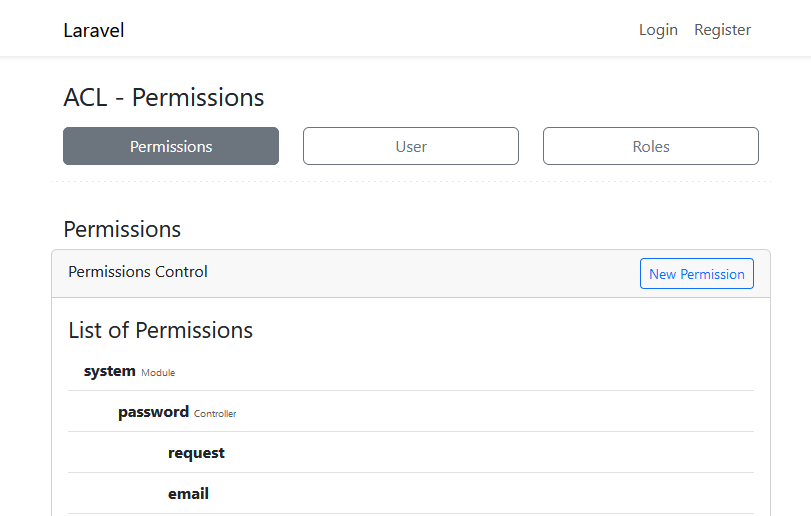 Laravel Login Register
ACL - Permissions
Permissions User Roles
Permissions
Permissions Control New Permission
List of Permissions
system Module
password Controller
request
email